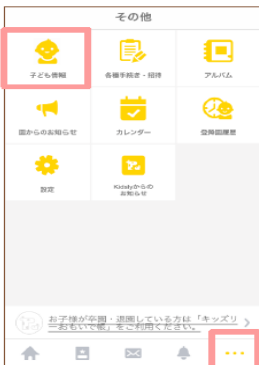 その他
子ども情報
各種手続き・招待
アルバム
園からのお知らせ
カレンダー
登降園履歴
設定
Kidslyからの
お知らせ
お子様が卒園・退園している方は「キッズリ
ーおもいで帳」をご利用ください。